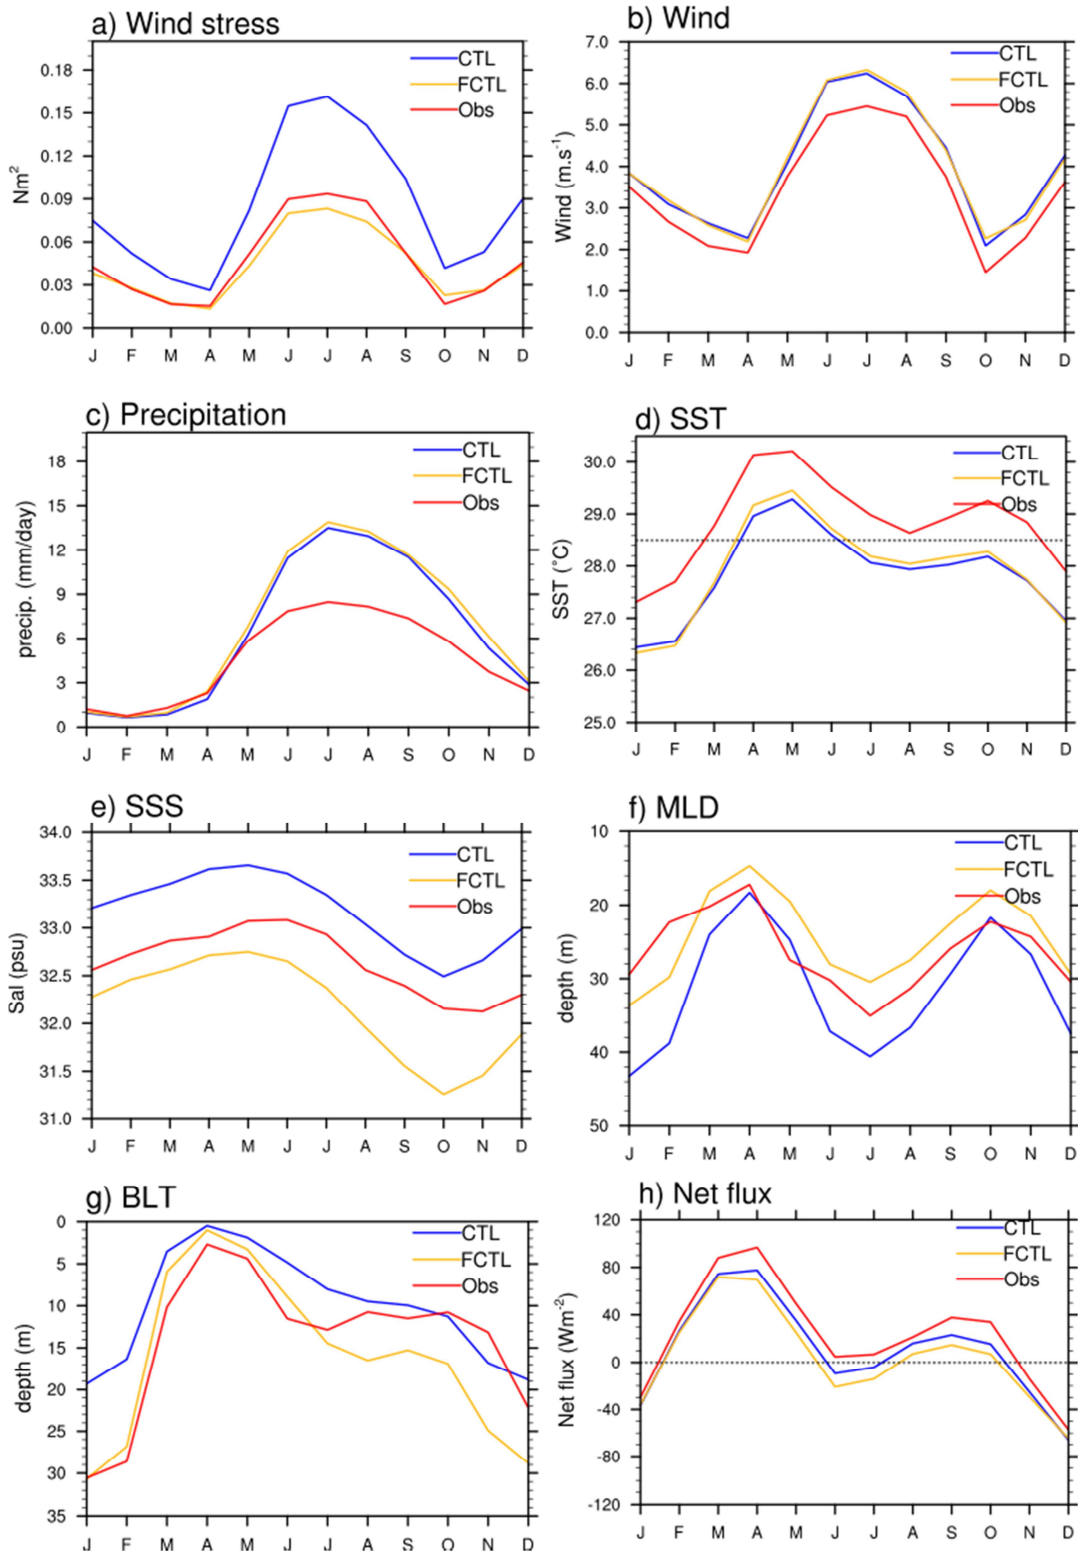 a) Wind stress
CTL
FCTL
Obs
Nm²
0.18
0.15
0.12
0.09
0.06
0.03
0.00
J F M A M J J A S O N D
b) Wind
CTL
FCTL
Obs
Wind (m.s⁻¹)
7.0
6.0
5.0
4.0
3.0
2.0
1.0
0.0
J F M A M J J A S O N D
c) Precipitation
CTL
FCTL
Obs
precip. (mm/day)
18
15
12
9
6
3
0
J F M A M J J A S O N D
d) SST
CTL
FCTL
Obs
SST (°C)
30.0
29.0
28.0
27.0
26.0
25.0
J F M A M J J A S O N D
e) SSS
CTL
FCTL
Obs
Sal (psu)
34.0
33.5
33.0
32.5
32.0
31.5
31.0
J F M A M J J A S O N D
f) MLD
CTL
FCTL
Obs
depth (m)
10
20
30
40
50
J F M A M J J A S O N D
g) BLT
CTL
FCTL
Obs
depth (m)
0
5
10
15
20
25
30
35
J F M A M J J A S O N D
h) Net flux
CTL
FCTL
Obs
Net flux (Wm⁻²)
120
80
40
0
-40
-80
-120
J F M A M J J A S O N D